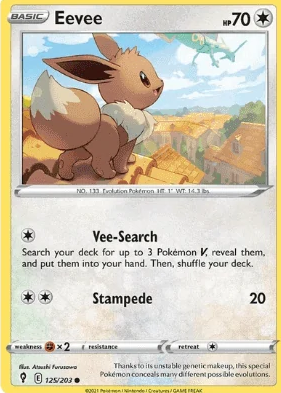 BASIC Eevee HP 70
NO. 133 Evolution Pokémon HT: 1' WT: 14.3 lbs.
Vee-Search
Search your deck for up to 3 Pokémon V, reveal them,
and put them into your hand. Then, shuffle your deck.
Stampede 20
weakness ×2 resistance retreat
Illus. Atsushi Furusawa
E 125/203
Thanks to its unstable genetic makeup, this special
Pokémon conceals many different possible evolutions.
©2021 Pokémon / Nintendo / Creatures / GAME FREAK